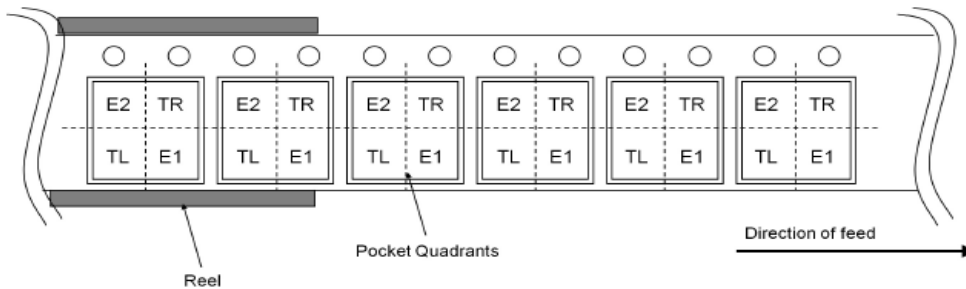 E2 TR E2 TR E2 TR E2 TR E2 TR E2 TR
TL E1 TL E1 TL E1 TL E1 TL E1 TL E1
Direction of feed
Pocket Quadrants
Reel